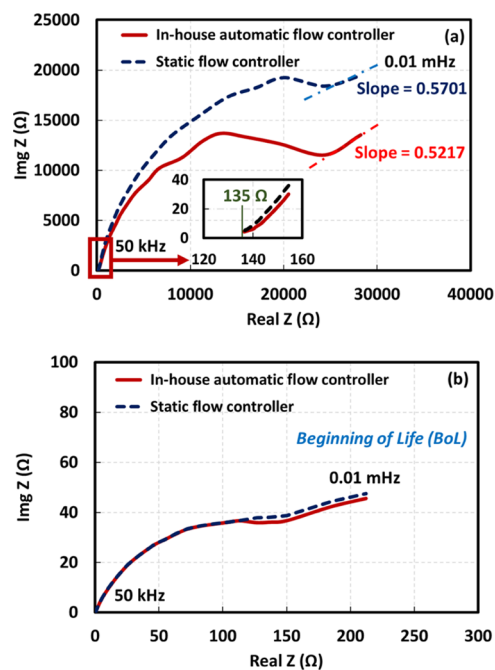 25000
In-house automatic flow controller (a)
Static flow controller 0.01 mHz
20000
Slope = 0.5701
15000
Slope = 0.5217
Img Z (Ω)
10000
40
135 Ω
20
5000
0
50 kHz
120 140 160
0
0 10000 20000 30000 40000
Real Z (Ω)
100
In-house automatic flow controller (b)
Static flow controller
80
Beginning of Life (BoL)
60
0.01 mHz
Img Z (Ω)
40
20
50 kHz
0
0 50 100 150 200 250 300
Real Z (Ω)